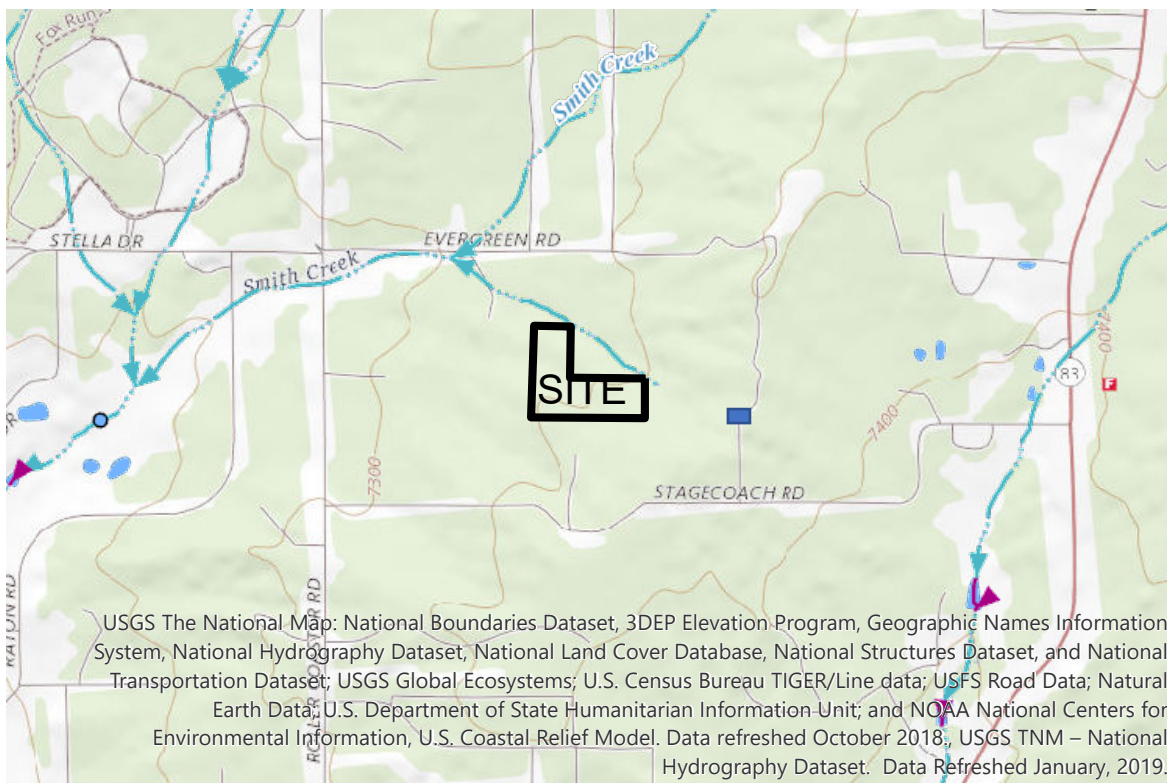 Fox Run
Smith Creek
STELLA DR
EVERGREEN RD
Smith Creek
7400
83
F
SITE
7400
7300
STAGECOACH RD
RATON RD
ROLLER COASTER RD
USGS The National Map: National Boundaries Dataset, 3DEP Elevation Program, Geographic Names Information
System, National Hydrography Dataset, National Land Cover Database, National Structures Dataset, and National
Transportation Dataset; USGS Global Ecosystems; U.S. Census Bureau TIGER/Line data; USFS Road Data; Natural
Earth Data; U.S. Department of State Humanitarian Information Unit; and NOAA National Centers for
Environmental Information, U.S. Coastal Relief Model. Data refreshed October 2018., USGS TNM – National
Hydrography Dataset. Data Refreshed January, 2019.